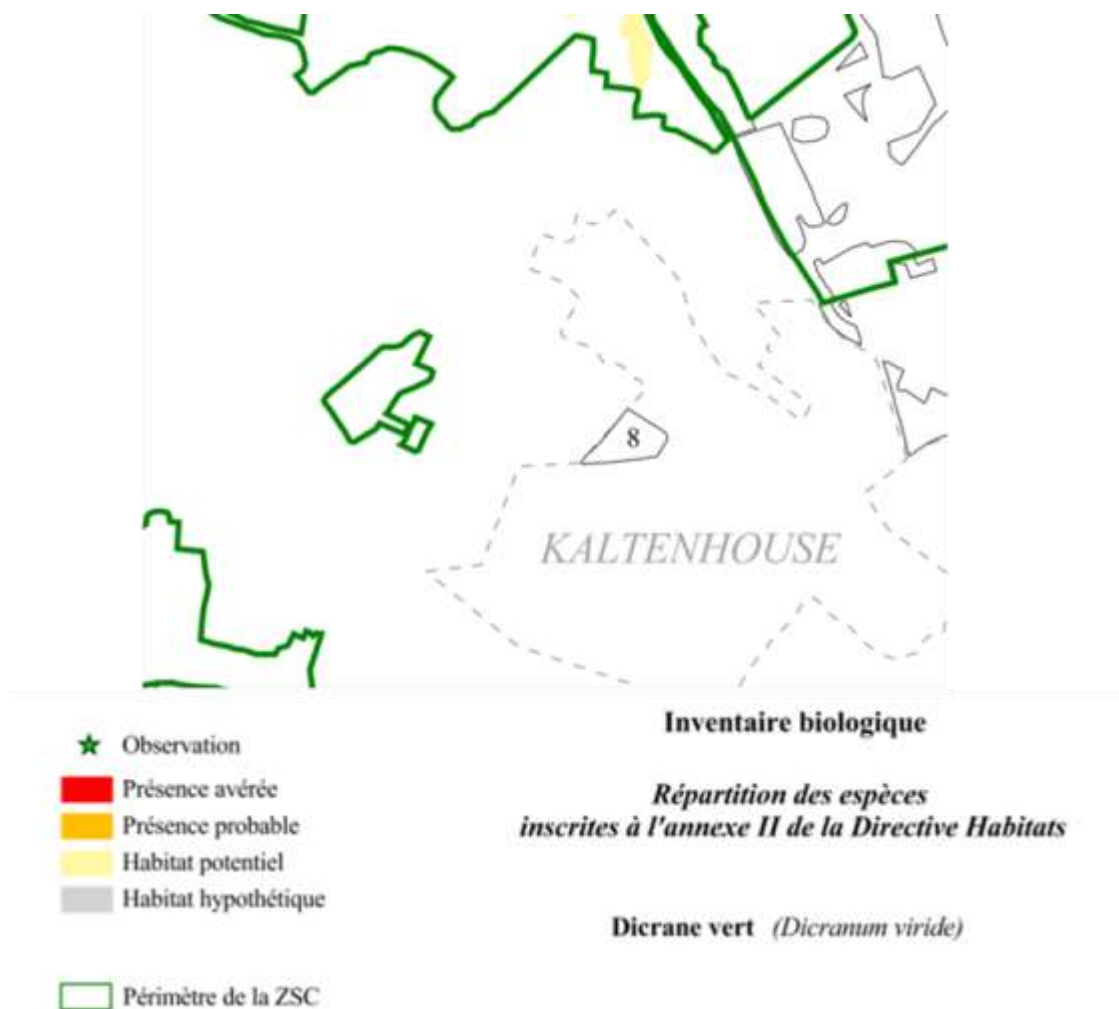 8
KALTENHOUSE
Observation
Présence avérée
Présence probable
Habitat potentiel
Habitat hypothétique
Périmètre de la ZSC
Inventaire biologique
Répartition des espèces
inscrites à l'annexe II de la Directive Habitats
Dicrane vert (Dicranum viride)